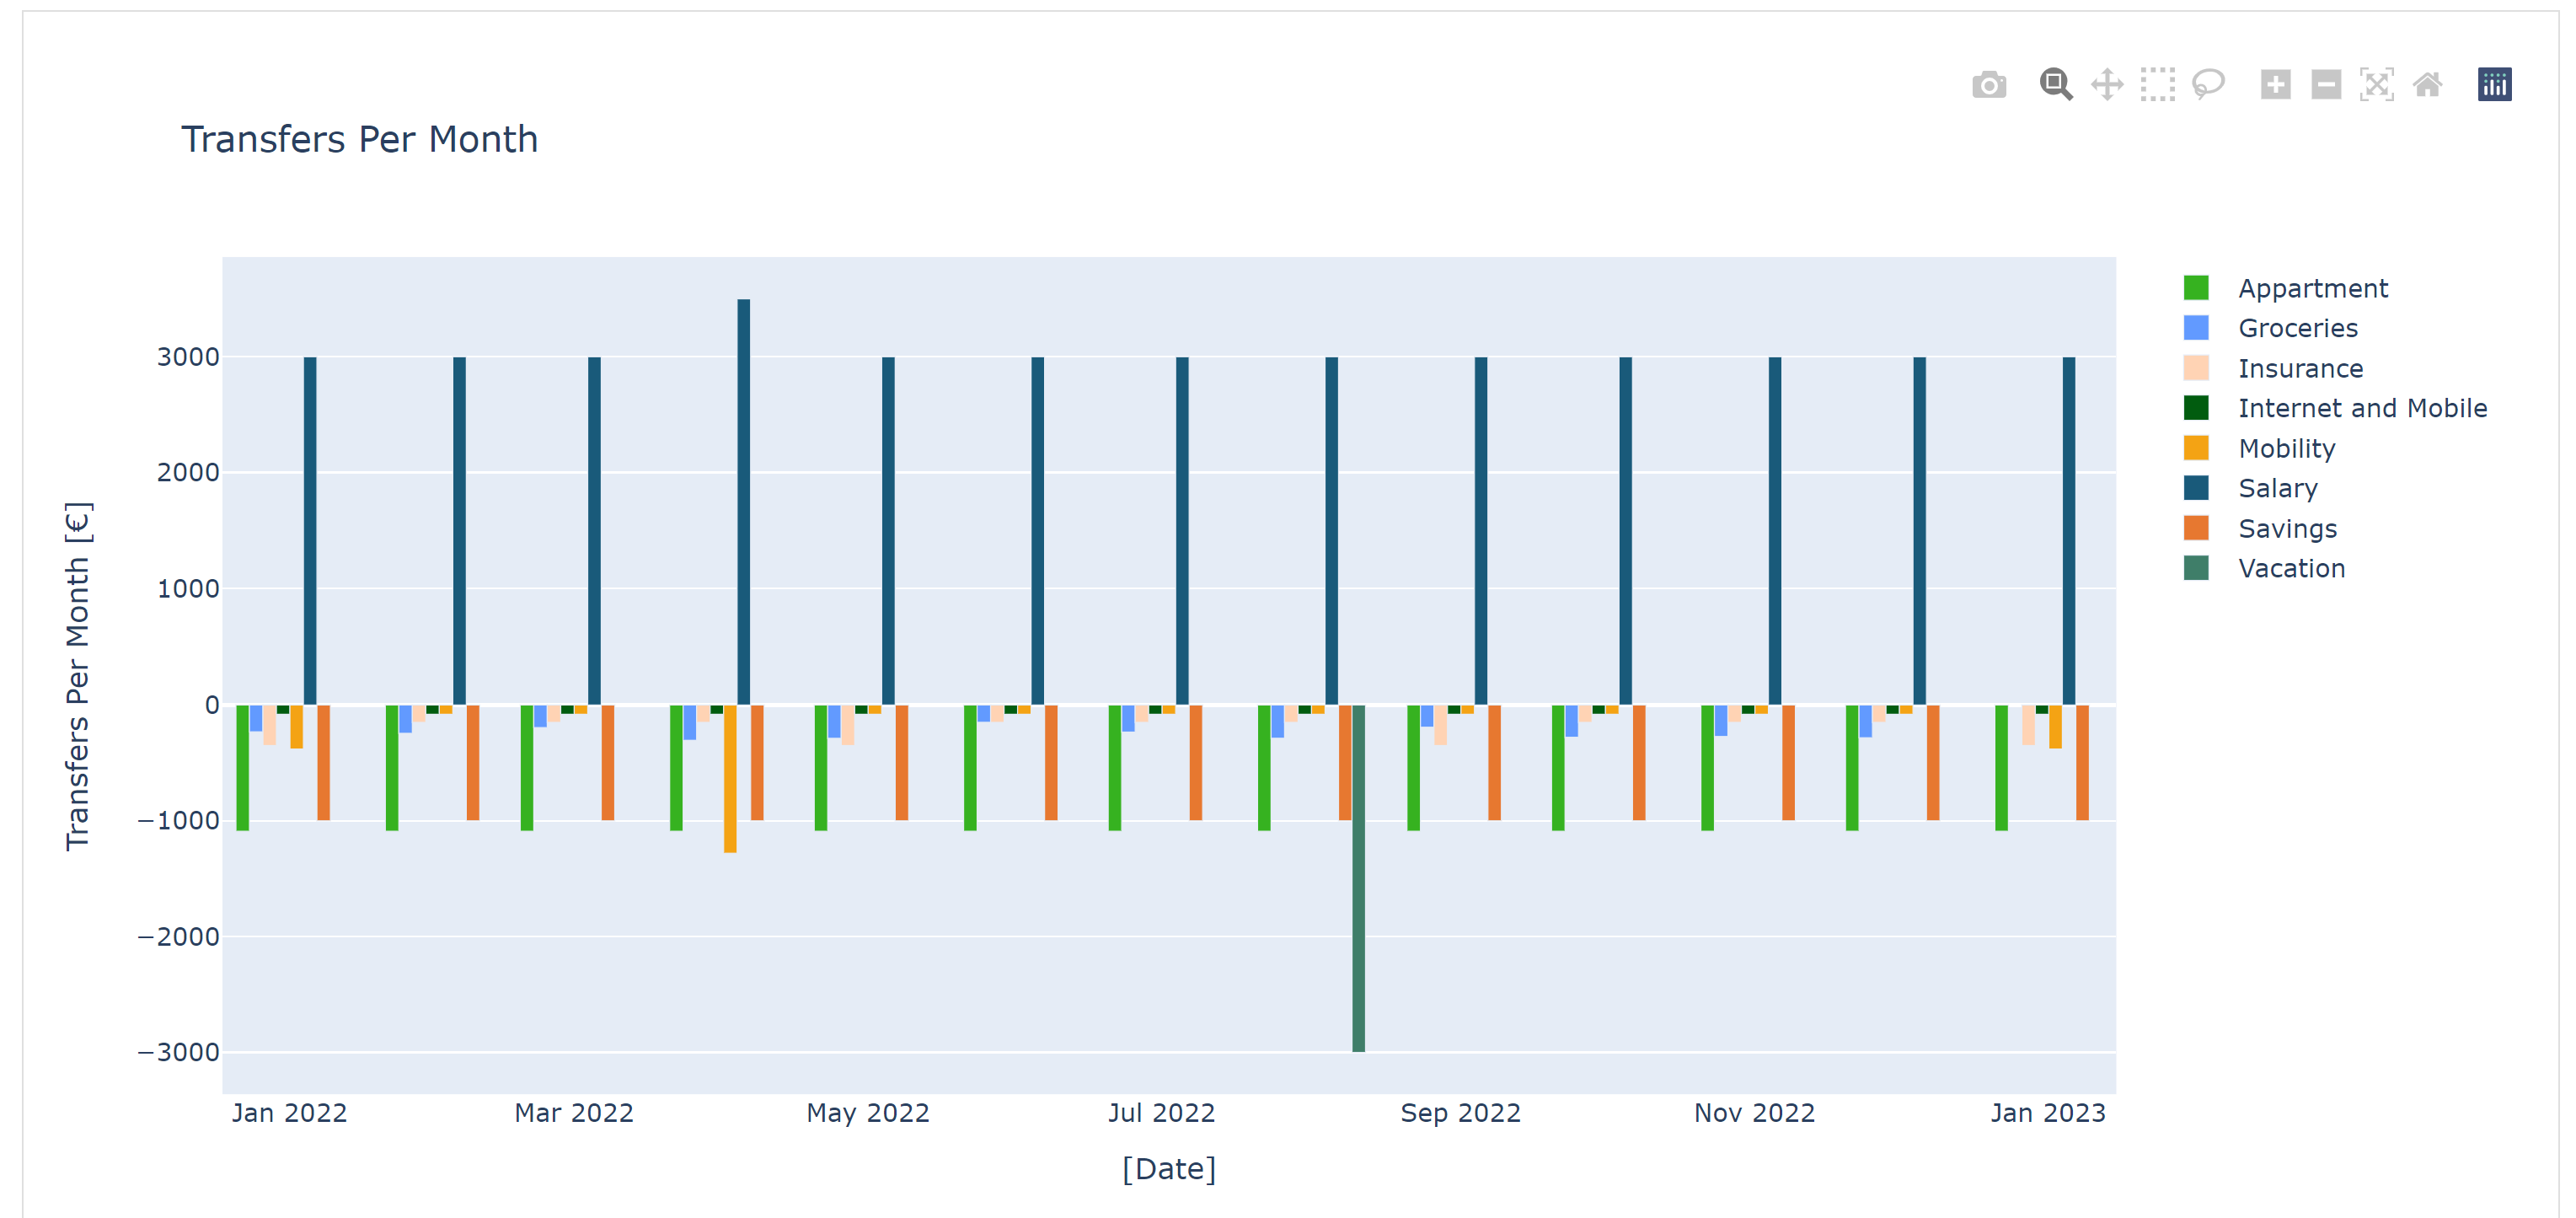 Transfers Per Month
Transfers Per Month [€]
3000
2000
1000
0
−1000
−2000
−3000
Jan 2022
Mar 2022
May 2022
Jul 2022
Sep 2022
Nov 2022
Jan 2023
[Date]
Appartment
Groceries
Insurance
Internet and Mobile
Mobility
Salary
Savings
Vacation